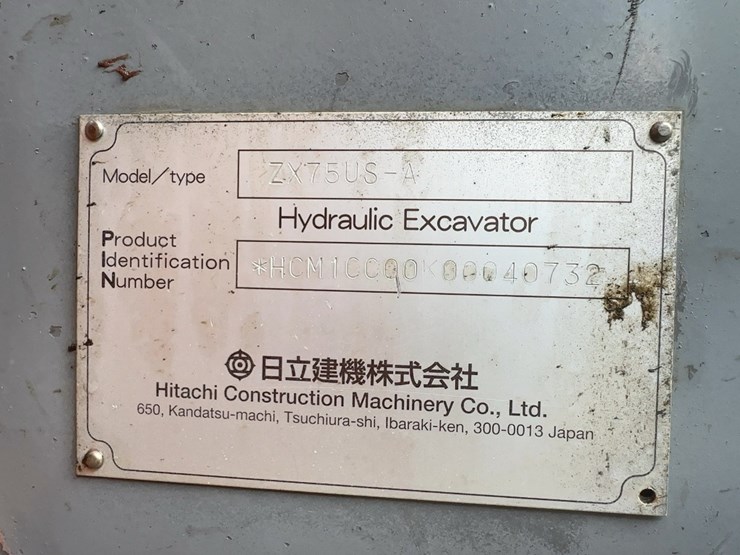 Model/type ZX75US-A
Hydraulic Excavator
Product
Identification
Number
*HCM1CC00K00040732
日立建機株式会社
Hitachi Construction Machinery Co., Ltd.
650, Kandatsu-machi, Tsuchiura-shi, Ibaraki-ken, 300-0013 Japan